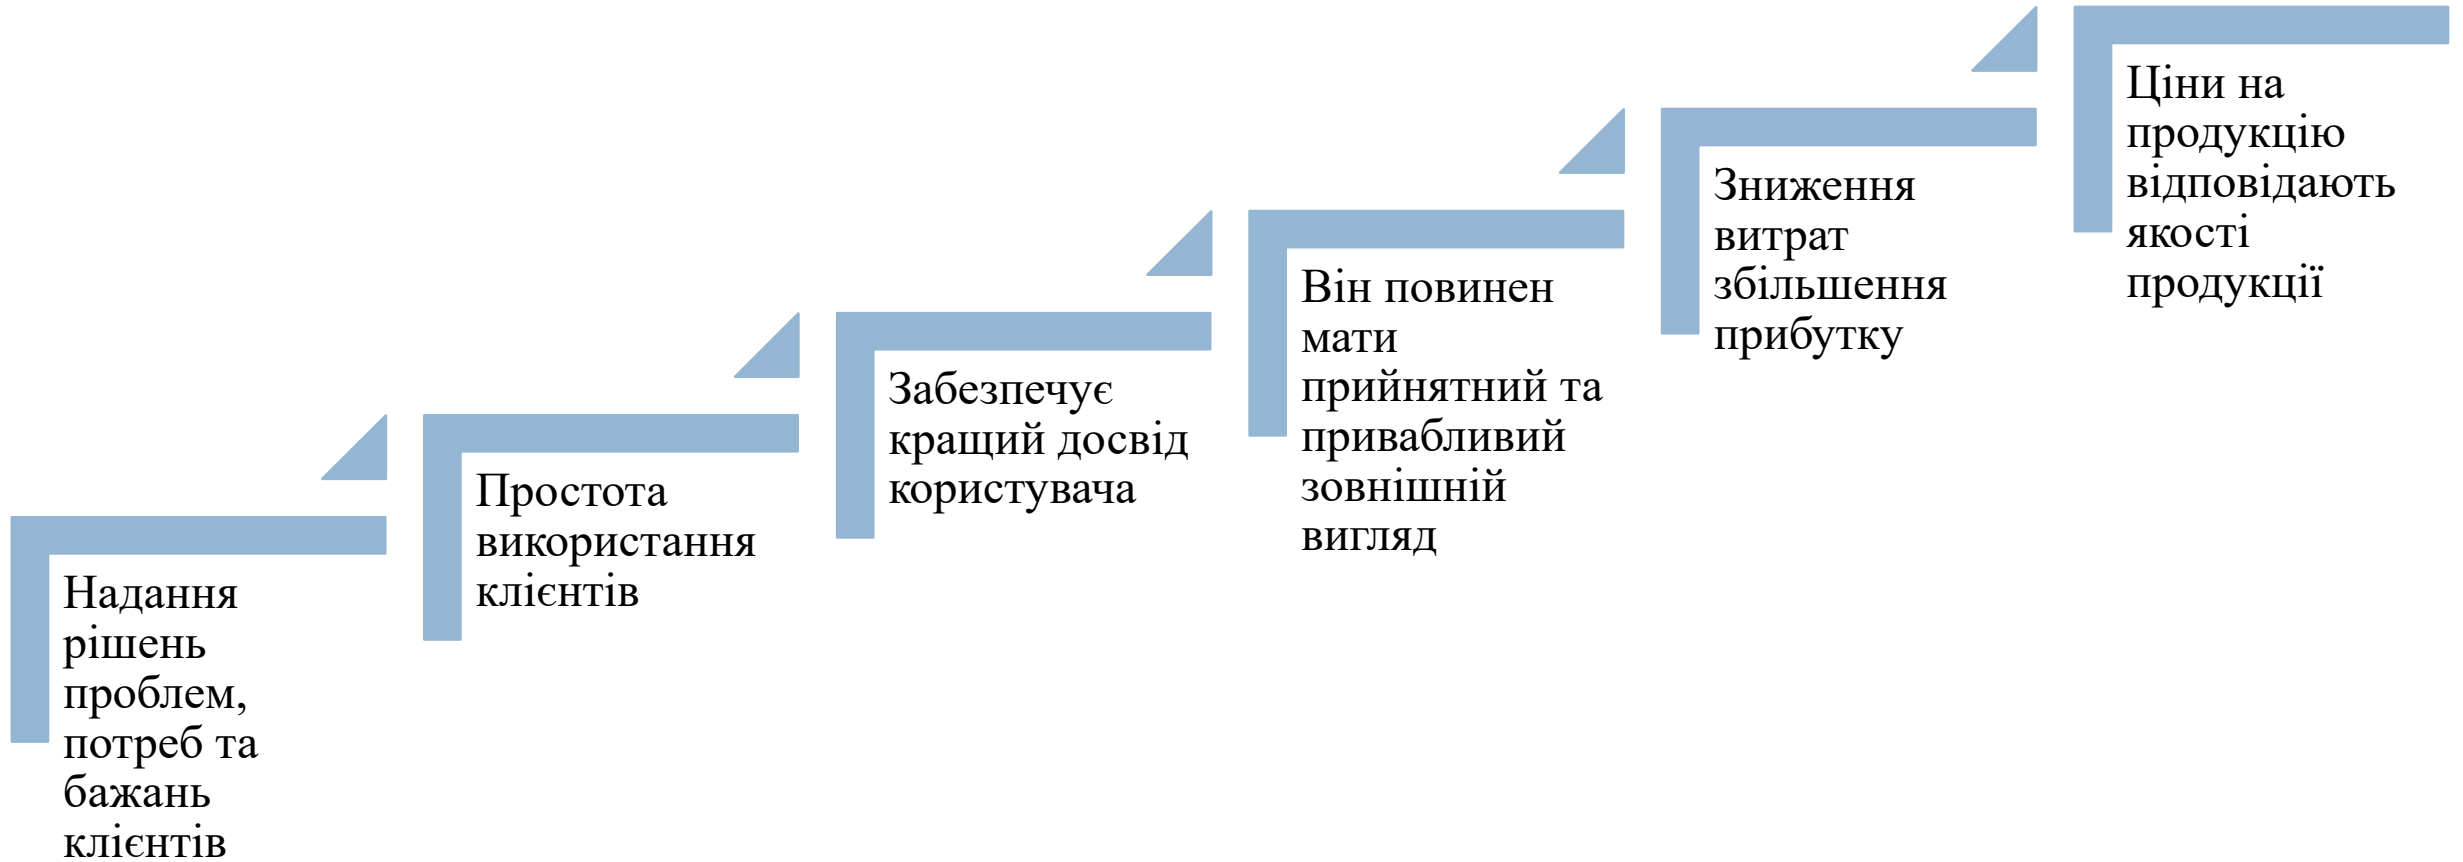 Надання
рішень
проблем,
потреб та
бажань
клієнтів
Простота
використання
клієнтів
Забезпечує
кращий досвід
користувача
Він повинен
мати
прийнятний та
привабливий
зовнішній
вигляд
Зниження
витрат
збільшення
прибутку
Ціни на
продукцію
відповідають
якості
продукції